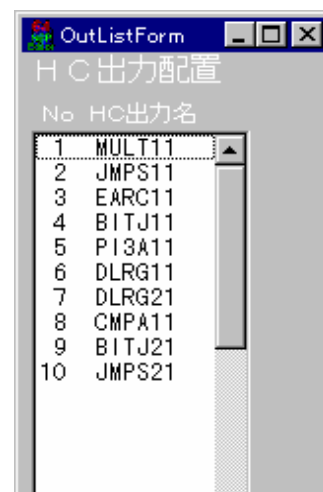 OutListForm
ＨＣ出力配置
No HC出力名
1 MULT11
2 JMPS11
3 EARC11
4 BITJ11
5 PI3A11
6 DLRG11
7 DLRG21
8 CMPA11
9 BITJ21
10 JMPS21